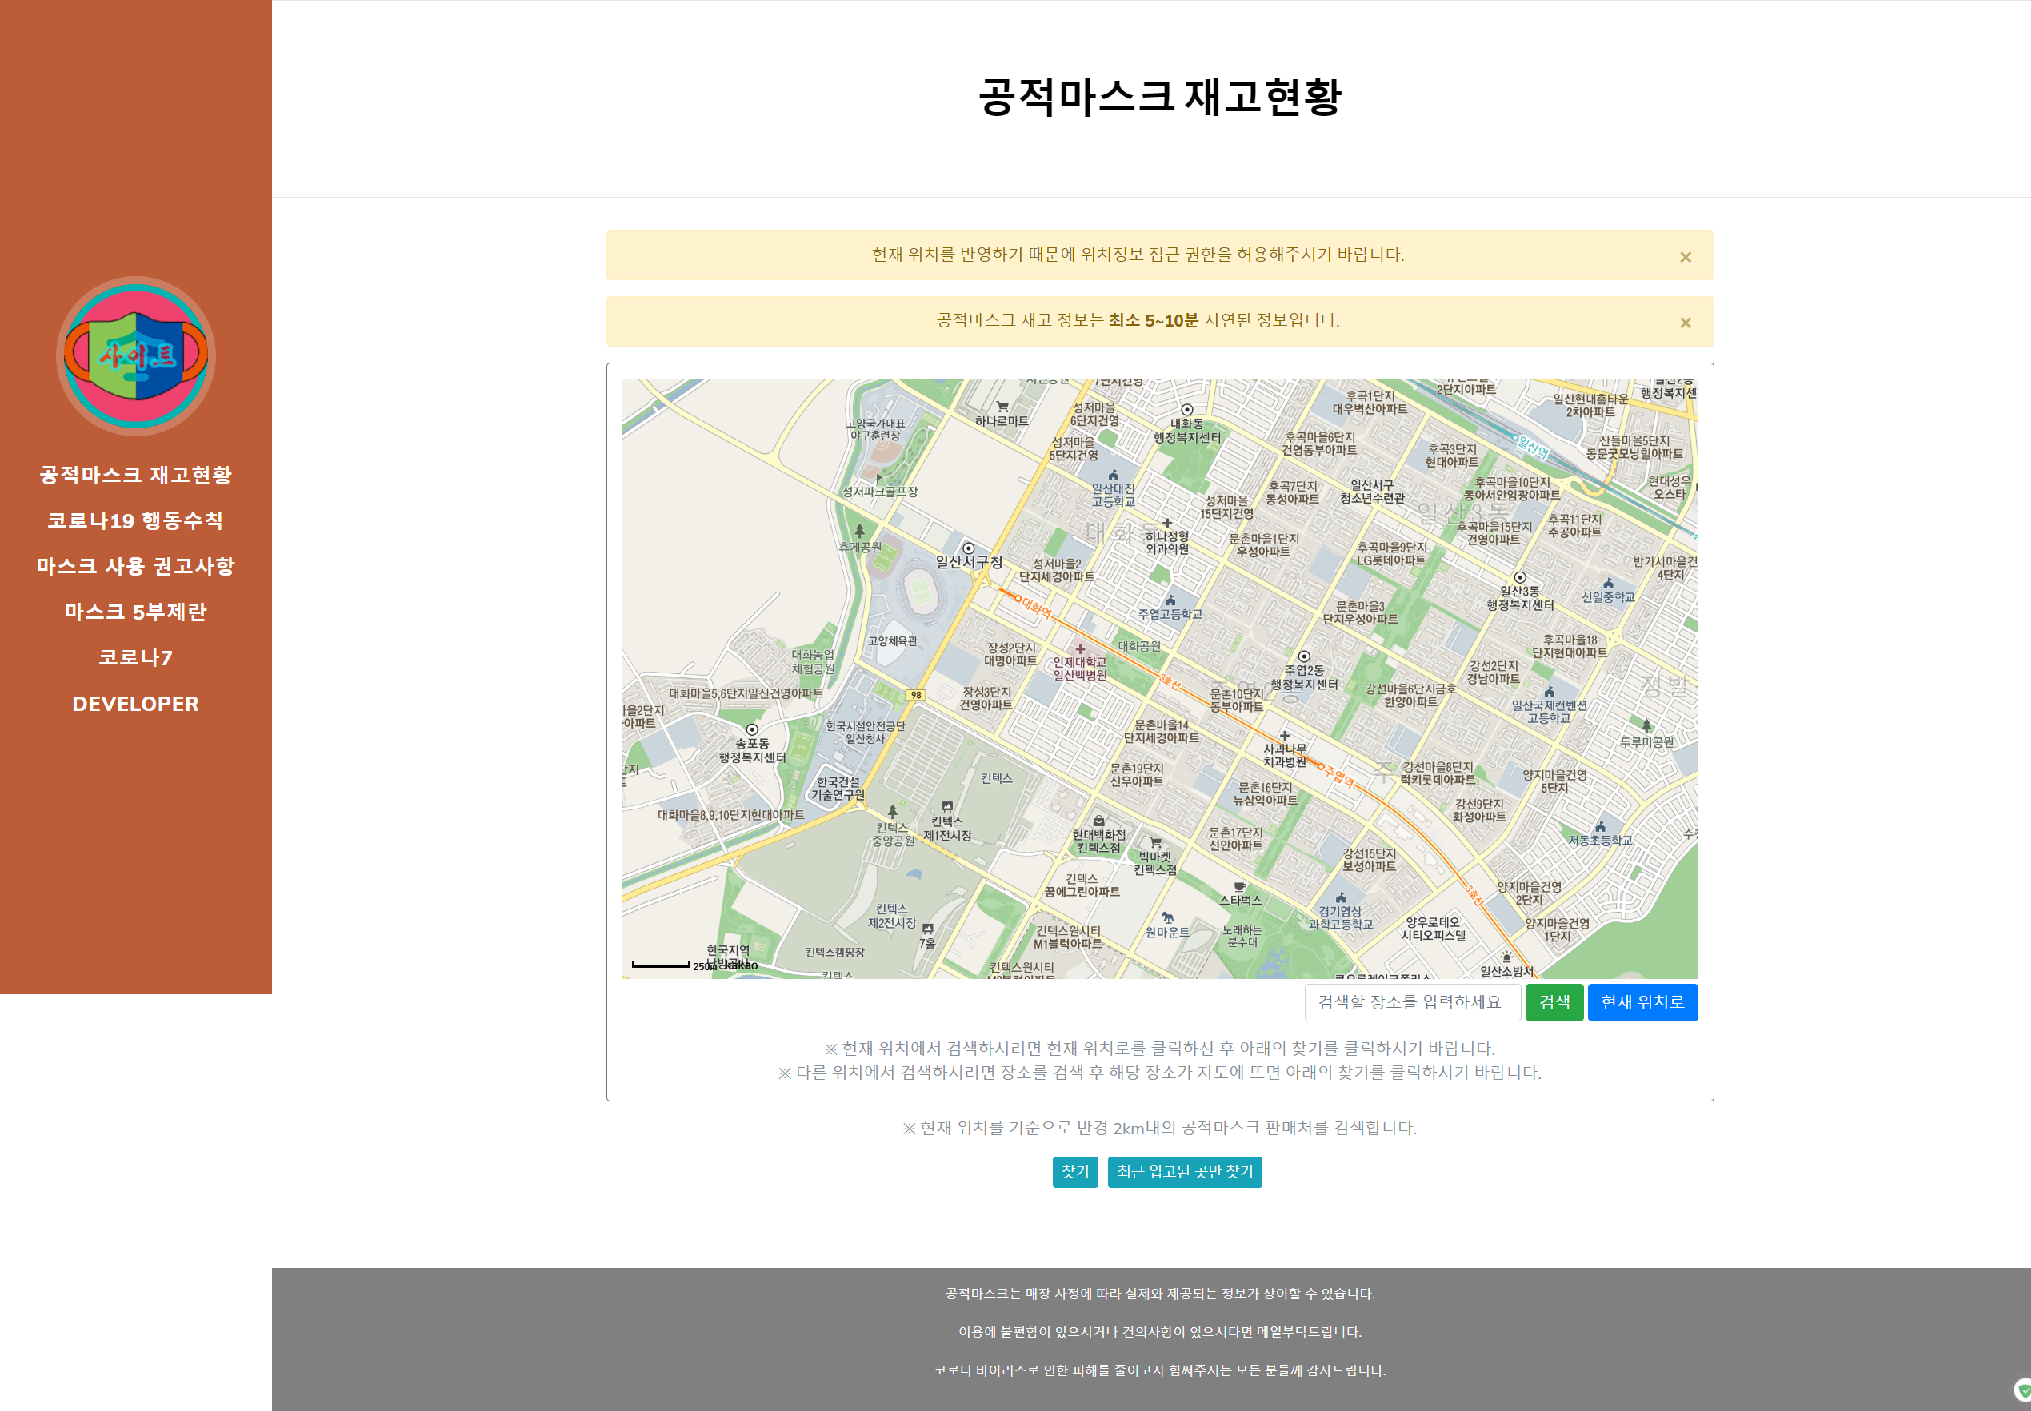 공적마스크 재고현황
현재 위치를 반영하기 때문에 위치정보 접근 권한을 허용해주시기 바랍니다.
×
공적마스크 재고 정보는 최소 5~10분 지연된 정보입니다.
×
사이트
공적마스크 재고현황
코로나19 행동수칙
마스크 사용 권고사항
마스크 5부제란
코로나7
DEVELOPER
7단지건영
2단지아파트
행정복지센
고양국가대표
야구훈련장
하나로마트
성저마을
6단지건영
대화동
행정복지센터
후곡1단지
대우벽산아파트
일산현대홈타운
2차아파트
성저마을
5단지건영
후곡마을6단지
건영동부아파트
후곡3단지
현대아파트
일산역
산들마을5단지
동문굿모닝힐아파트
성저파크골프장
일산대진
고등학교
성저마을
15단지건영
후곡7단지
동성아파트
일산서구
청소년수련관
후곡마을10단지
동아서안임광아파트
현대성우
오스타
일산3동
대화동
하나성형
외과의원
문촌마을1단지
우성아파트
후곡마을9단지
LG롯데아파트
후곡마을15단지
건영아파트
후곡11단지
주공아파트
휴게공원
일산서구청
성저마을2
단지세경아파트
반가시마을건
4단지
대화역
주엽고등학교
문촌마을3
단지우성아파트
일산3동
행정복지센터
신일중학교
고양체육관
장성2단지
대명아파트
인제대학교
일산백병원
대화공원
3호선
주엽2동
행정복지센터
강선2단지
경남아파트
후곡마을18
단지현대아파트
대화농업
체험공원
대화마을5,6단지일산건영아파트
98
장성3단지
건영아파트
문촌10단지
동부아파트
강선마을6단지금호
한양아파트
일산국제컨벤션
고등학교
정발
마을2단지
아파트
송포동
행정복지센터
한국시설안전공단
일산청사
문촌마을14
단지세경아파트
사과나무
치과병원
두루미공원
한국건설
기술연구원
킨텍스
문촌19단지
신우아파트
주엽역
강선마을8단지
럭키롯데아파트
양지마을건영
5단지
대화마을8,9,10단지현대아파트
킨텍스
중앙공원
킨텍스
제1전시장
현대백화점
킨텍스점
빅마켓
킨텍스점
문촌16단지
뉴삼익아파트
문촌17단지
신안아파트
강선9단지
화성아파트
저동초등학교
강선15단지
보성아파트
킨텍스
제2전시장
킨텍스
꿈에그린아파트
스타벅스
경기영상
과학고등학교
3호선
양지마을건영
2단지
한국지역
난방공사
킨텍스캠핑장
7홀
킨텍스원시티
M1블럭아파트
원마운트
노래하는
분수대
양우로데오
시티오피스텔
양지마을건영
1단지
250m kakao
킨텍스
킨텍스원시티
일산소방서
검색할 장소를 입력하세요
검색
현재 위치로
※ 현재 위치에서 검색하시려면 현재 위치로를 클릭하신 후 아래의 찾기를 클릭하시기 바랍니다.
※ 다른 위치에서 검색하시려면 장소를 검색 후 해당 장소가 지도에 뜨면 아래의 찾기를 클릭하시기 바랍니다.
※ 현재 위치를 기준으로 반경 2km내의 공적마스크 판매처를 검색합니다.
찾기
최근 입고된 곳만 찾기
공적마스크는 매장 사정에 따라 실제와 제공되는 정보가 상이할 수 있습니다.
이용에 불편함이 있으시거나 건의사항이 있으시다면 메일부탁드립니다.
코로나 바이러스로 인한 피해를 줄이고자 힘써주시는 모든 분들께 감사드립니다.